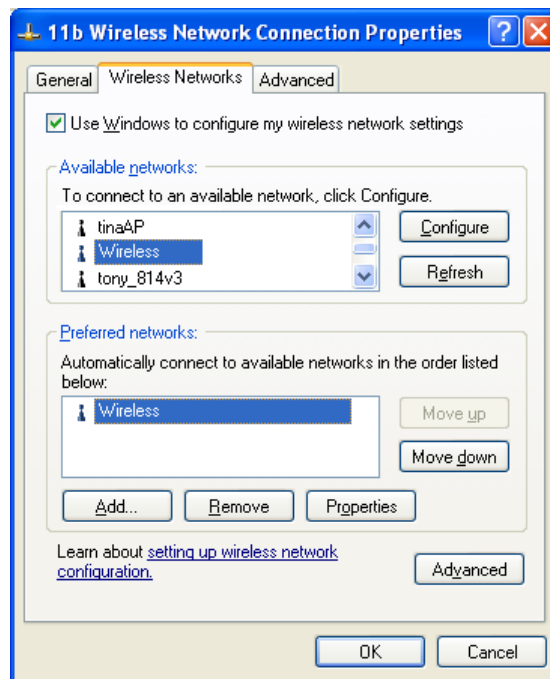 11b Wireless Network Connection Properties ?
General Wireless Networks Advanced
Use Windows to configure my wireless network settings
Available networks:
To connect to an available network, click Configure.
tinaAP
Wireless
tony_814v3
Configure
Refresh
Preferred networks:
Automatically connect to available networks in the order listed
below:
Wireless
Move up
Move down
Add... Remove Properties
Learn about setting up wireless network
configuration.
Advanced
OK Cancel